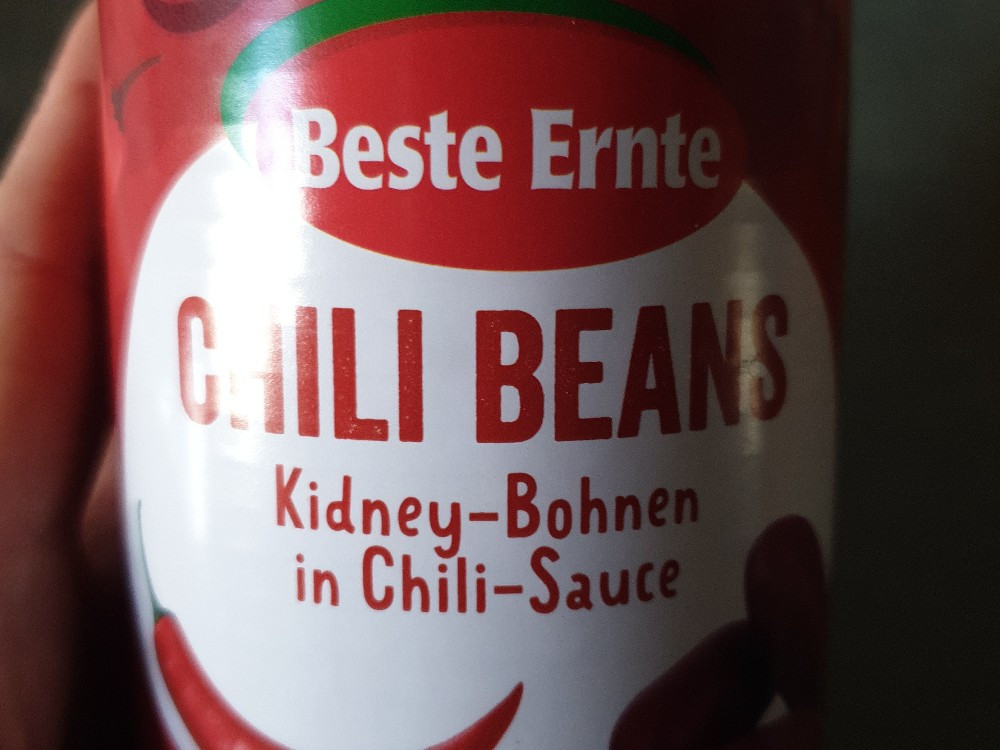 Beste Ernte
CHILI BEANS
Kidney-Bohnen
in Chili-Sauce